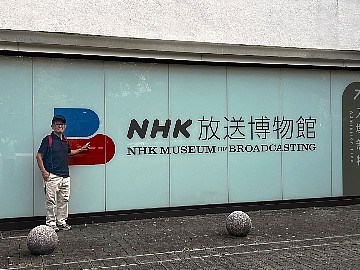 NHK 放送博物館
NHK MUSEUM OF BROADCASTING